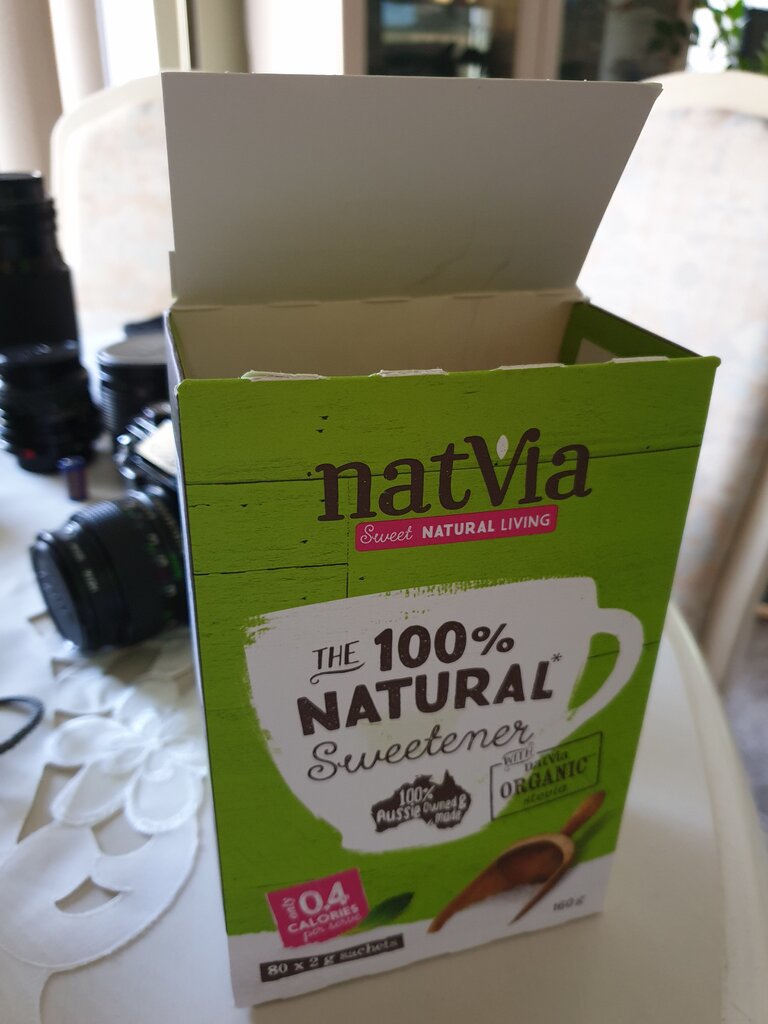 natvia
Sweet NATURAL LIVING
THE 100%
NATURAL*
Sweetener
WITH
natvia
ORGANIC
stevia
100%
Aussie Owned &
made
only
0.4
CALORIES
per serve
160g
80 x 2 g sachets